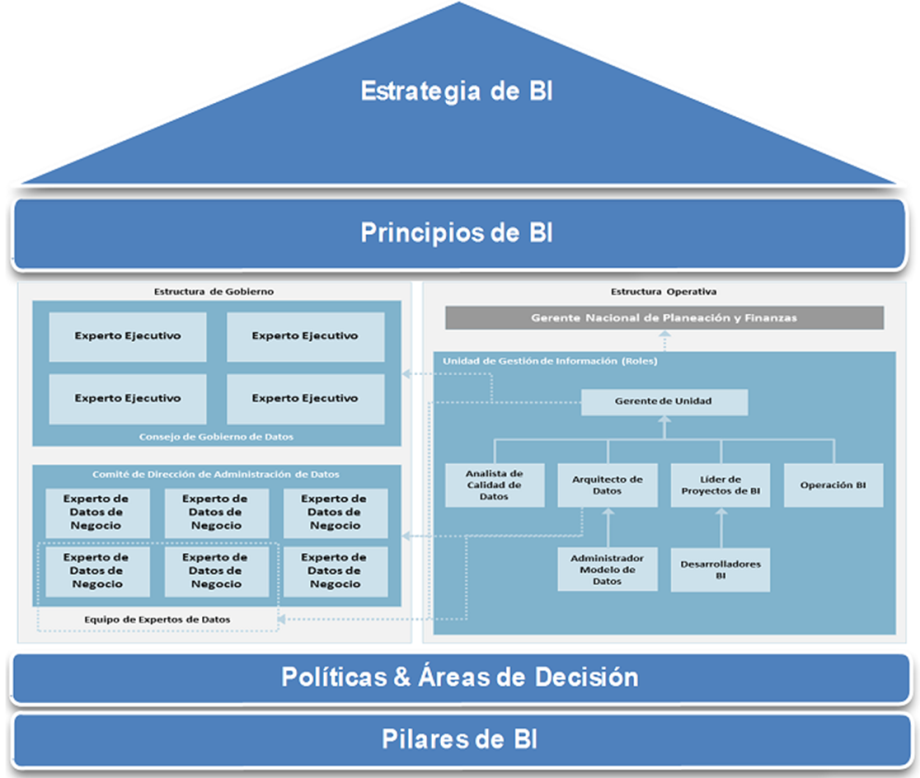 Estrategia de BI
Principios de BI
Estructura de Gobierno
Experto Ejecutivo
Experto Ejecutivo
Experto Ejecutivo
Experto Ejecutivo
Consejo de Gobierno de Datos
Comité de Dirección de Administración de Datos
Experto de
Datos de
Negocio
Experto de
Datos de
Negocio
Experto de
Datos de
Negocio
Experto de
Datos de
Negocio
Experto de
Datos de
Negocio
Experto de
Datos de
Negocio
Equipo de Expertos de Datos
Estructura Operativa
Gerente Nacional de Planeación y Finanzas
Unidad de Gestión de Información (Roles)
Gerente de Unidad
Analista de
Calidad de
Datos
Arquitecto de
Datos
Líder de
Proyectos de BI
Operación BI
Administrador
Modelo de
Datos
Desarrolladores
BI
Políticas & Áreas de Decisión
Pilares de BI